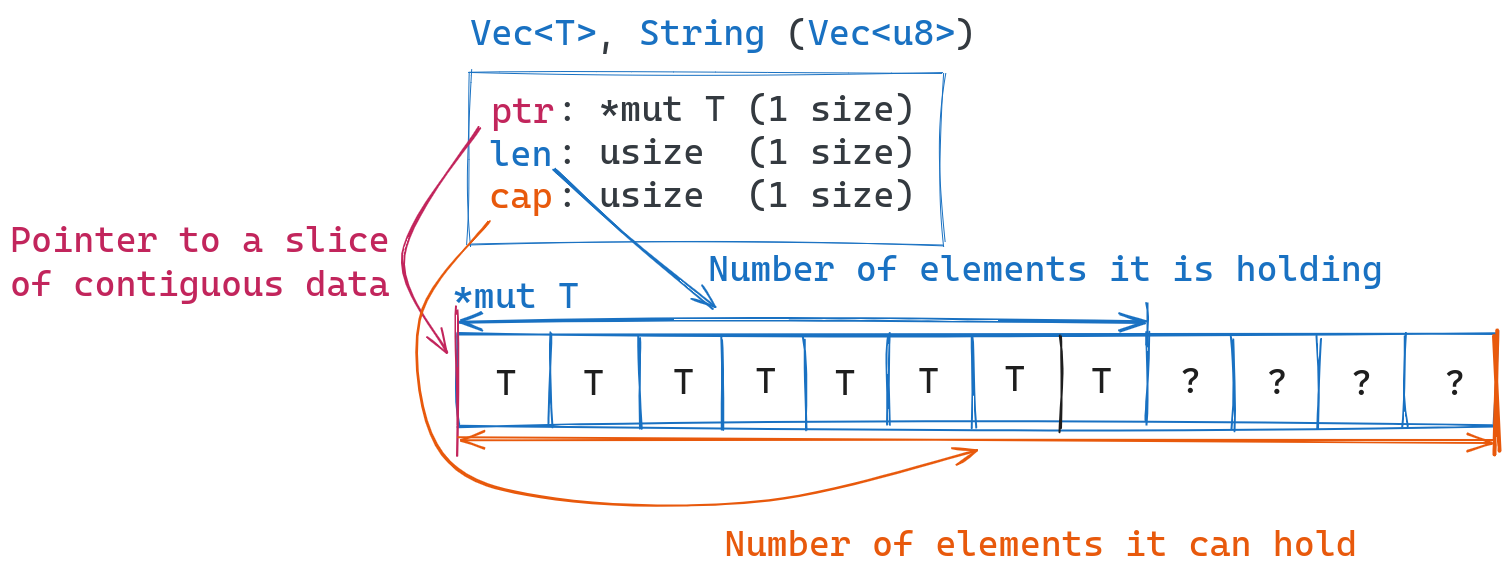 Vec<T>, String (Vec<u8>)
ptr: *mut T (1 size)
len: usize (1 size)
cap: usize (1 size)
Pointer to a slice
of contiguous data
Number of elements it is holding
*mut T
T T T T T T T T ? ? ? ?
Number of elements it can hold